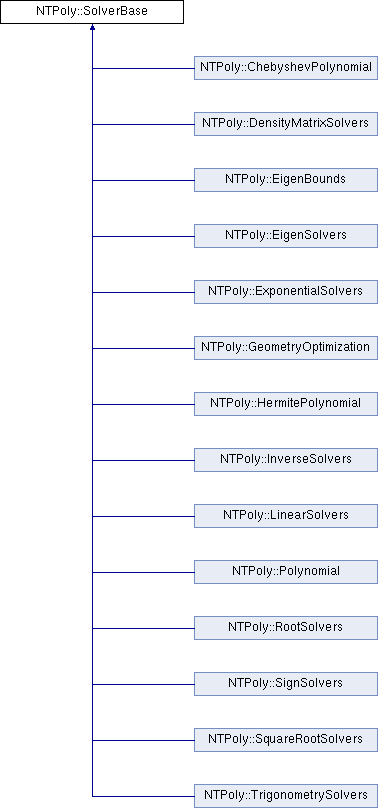 NTPoly::SolverBase
NTPoly::ChebyshevPolynomial
NTPoly::DensityMatrixSolvers
NTPoly::EigenBounds
NTPoly::EigenSolvers
NTPoly::ExponentialSolvers
NTPoly::GeometryOptimization
NTPoly::HermitePolynomial
NTPoly::InverseSolvers
NTPoly::LinearSolvers
NTPoly::Polynomial
NTPoly::RootSolvers
NTPoly::SignSolvers
NTPoly::SquareRootSolvers
NTPoly::TrigonometrySolvers